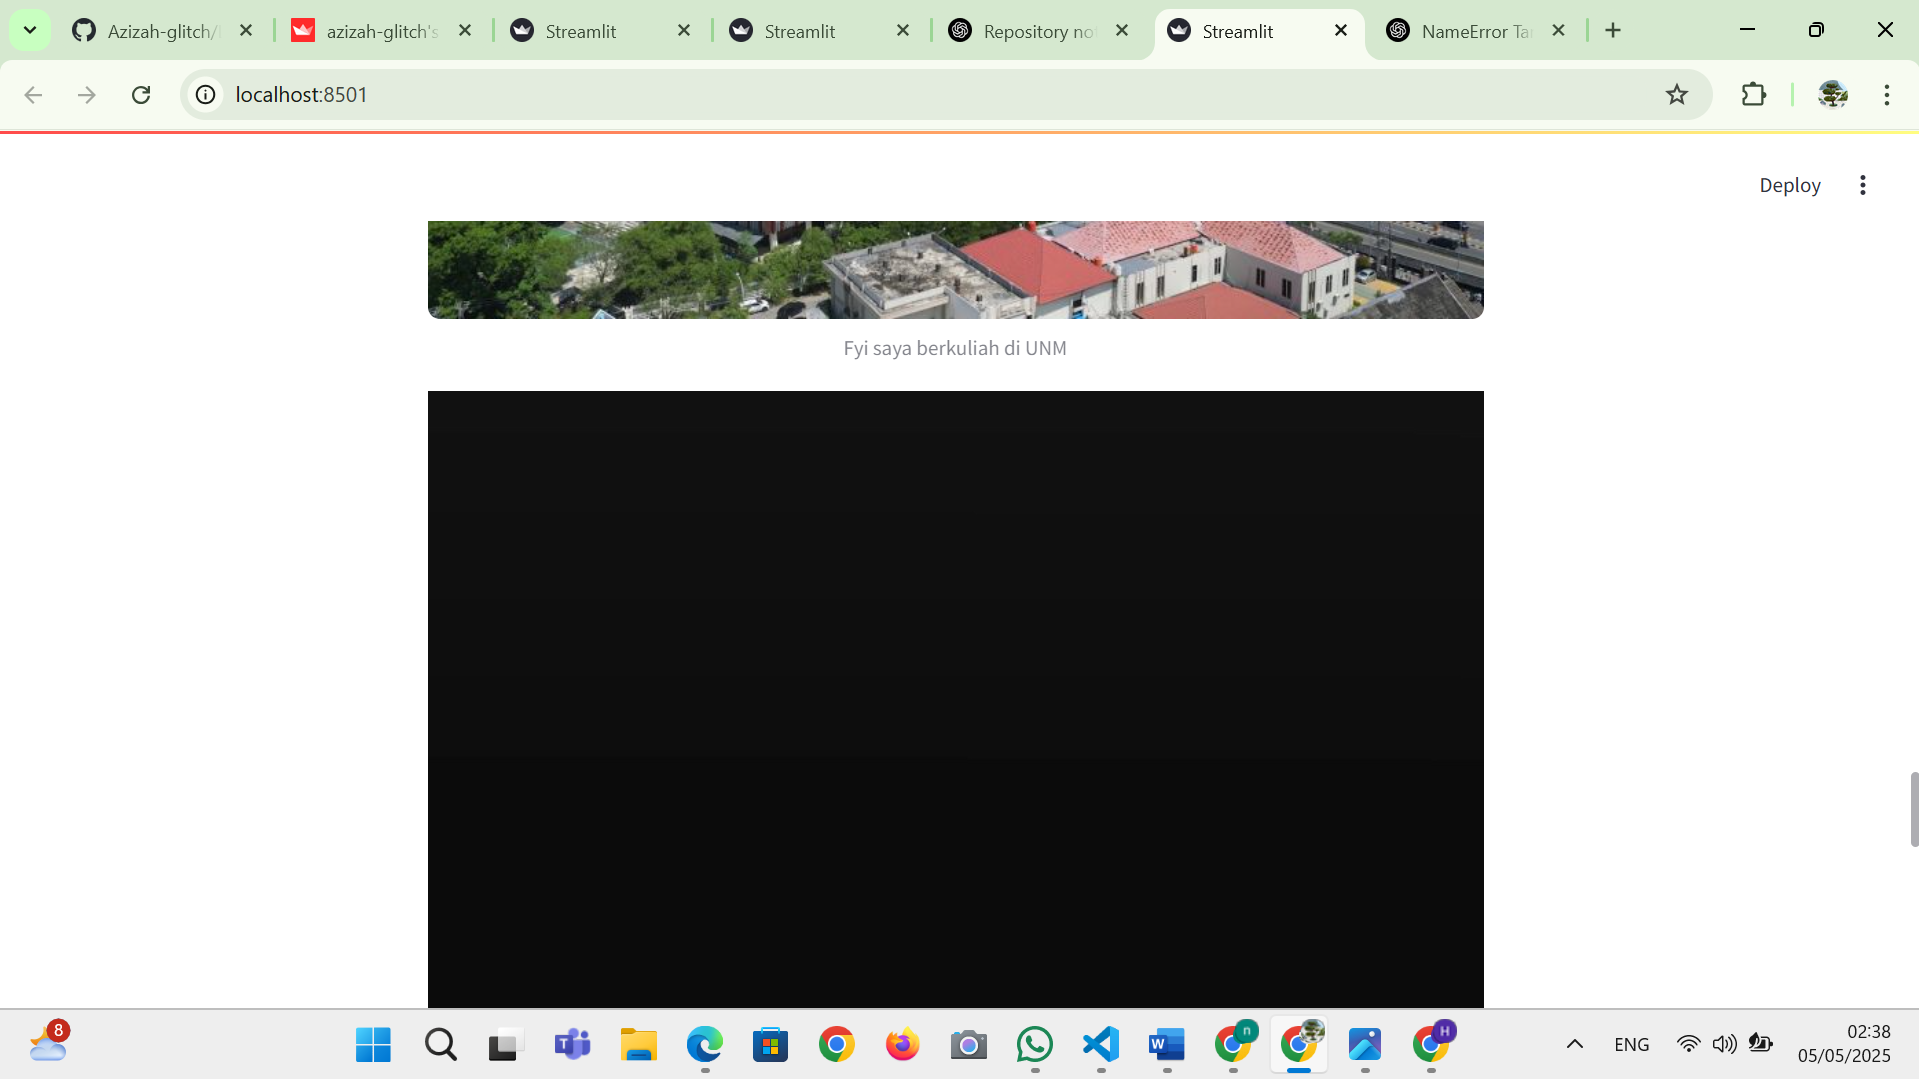 Azizah-glitch/
azizah-glitch's
Streamlit
Streamlit
Repository not
Streamlit
NameError Ta
localhost:8501
Deploy
Fyi saya berkuliah di UNM
8
n
H
ENG
02:38
05/05/2025